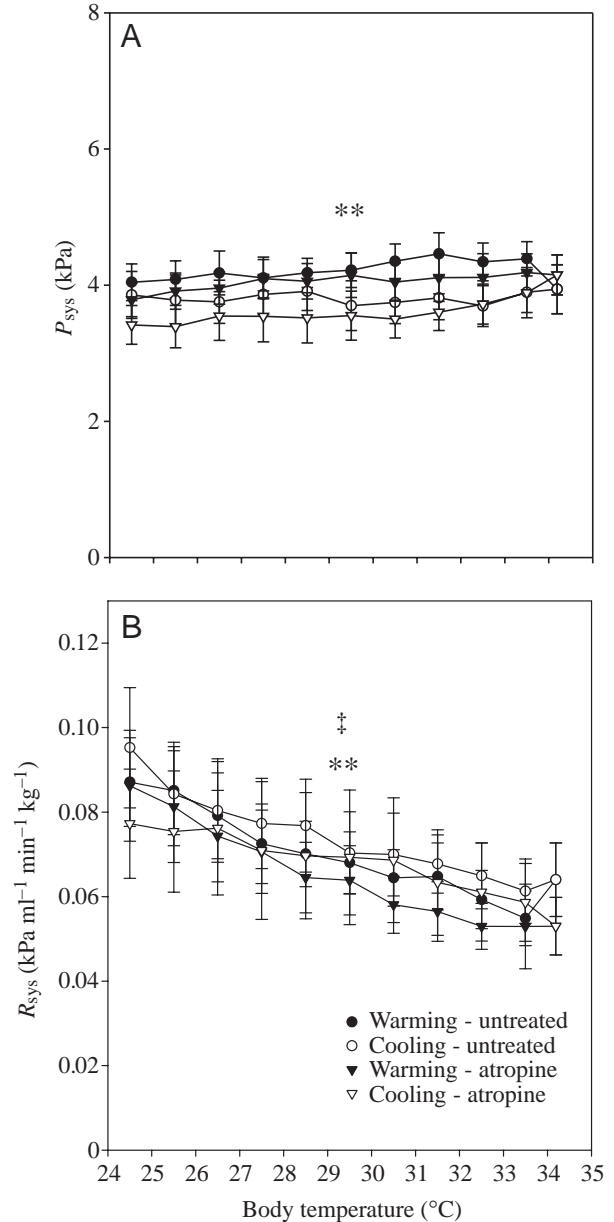 A
8
6
4
2
0
P sys (kPa)
**
B
0.12
0.10
0.08
0.06
0.04
0.02
0
R sys (kPa ml⁻¹ min⁻¹ kg⁻¹)
‡
**
Warming - untreated
Cooling - untreated
Warming - atropine
Cooling - atropine
24 25 26 27 28 29 30 31 32 33 34 35
Body temperature (°C)